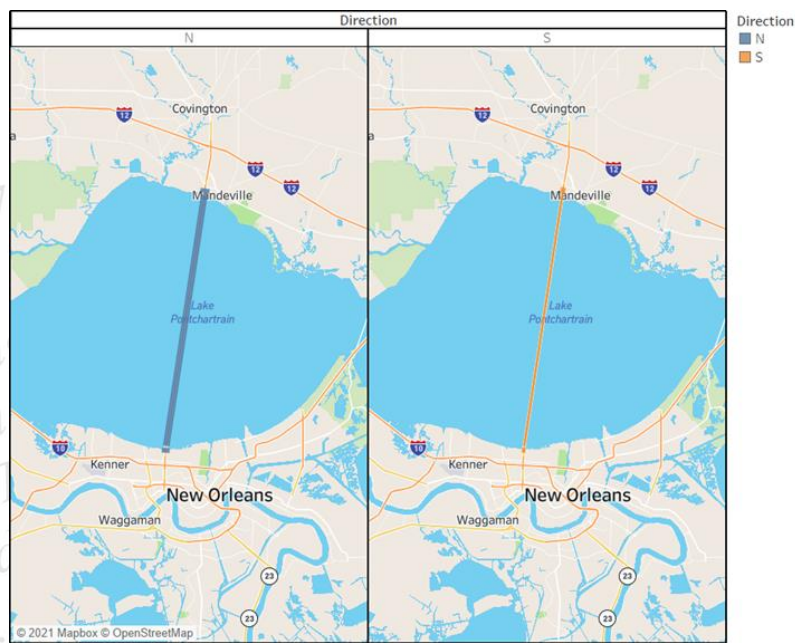 Direction
N
S
Direction
N
S
Covington
12
a
12
12
Mandeville
Lake
Pontchartrain
10
Kenner
New Orleans
Waggaman
23
23
© 2021 Mapbox © OpenStreetMap
Covington
12
a
12
12
Mandeville
Lake
Pontchartrain
10
Kenner
New Orleans
Waggaman
23
23